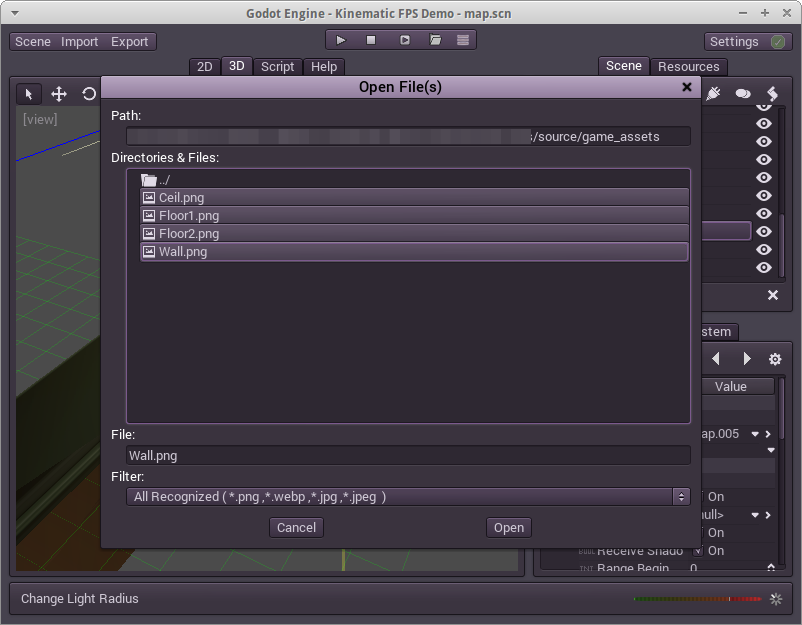 Godot Engine - Kinematic FPS Demo - map.scn
Scene Import Export
Settings
2D 3D Script Help
Scene Resources
Open File(s)
[view]
Path:
/source/game_assets
Directories & Files:
../
Ceil.png
Floor1.png
Floor2.png
Wall.png
stem
Value
ap.005
File:
Wall.png
Filter:
All Recognized ( *.png ,*.webp ,*.jpg ,*.jpeg )
On
null>
Cancel Open
On
Receive Shado On
Range Begin 0
Change Light Radius